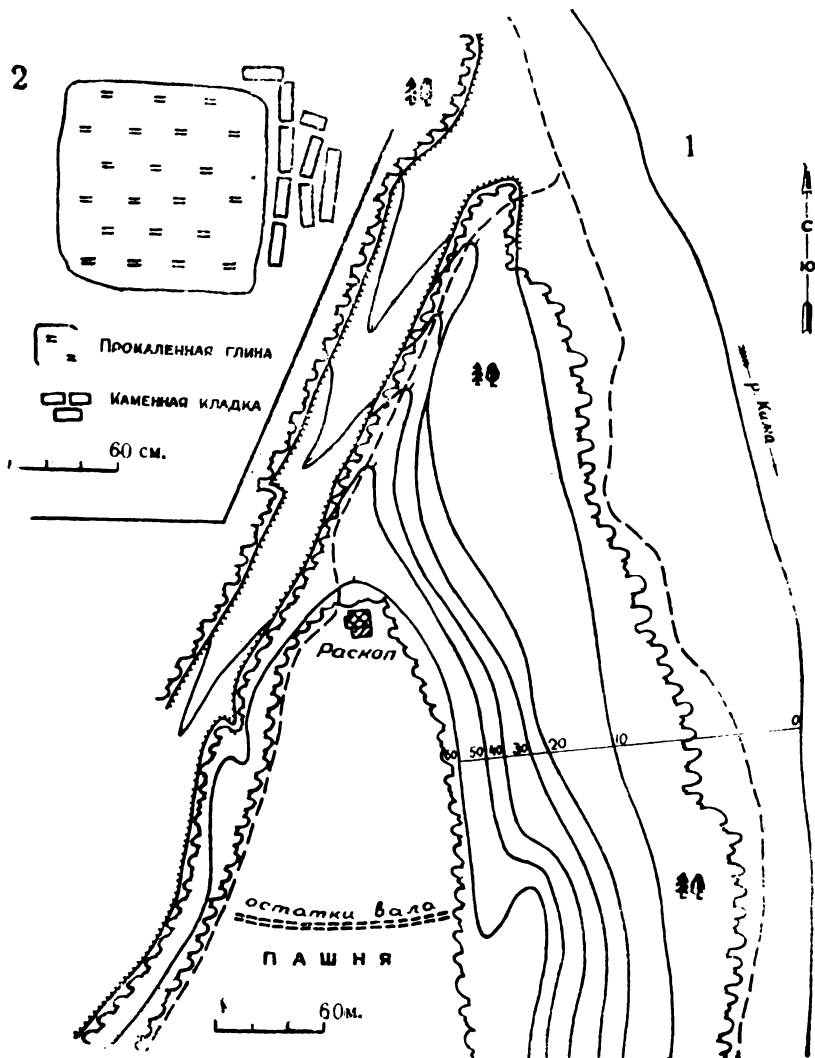 2
1
С
Ю
ПРОКАЛЕННАЯ ГЛИНА
КАМЕННАЯ КЛАДКА
60 см.
р. Килка
Раскоп
60 50 40 30 20 10 0
остатки вала
ПАШНЯ
60м.